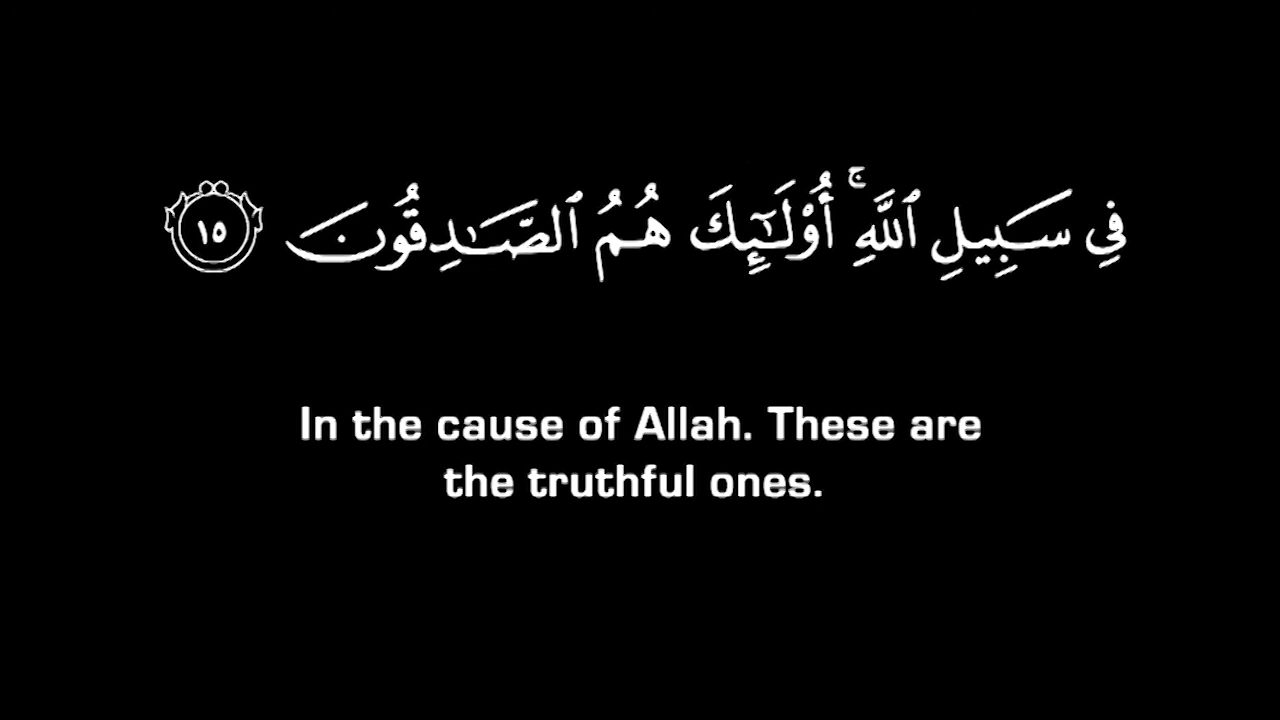 فِي سَبِيلِ ٱللَّهِ ۚ أُوْلَـٰٓئِكَ هُمُ ٱلصَّـٰدِقُونَ ١٥
In the cause of Allah. These are
the truthful ones.